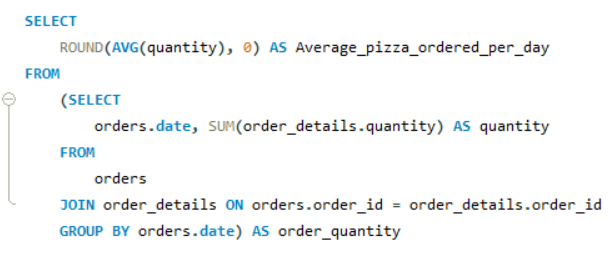 SELECT
ROUND(AVG(quantity), 0) AS Average_pizza_ordered_per_day
FROM
(SELECT
orders.date, SUM(order_details.quantity) AS quantity
FROM
orders
JOIN order_details ON orders.order_id = order_details.order_id
GROUP BY orders.date) AS order_quantity